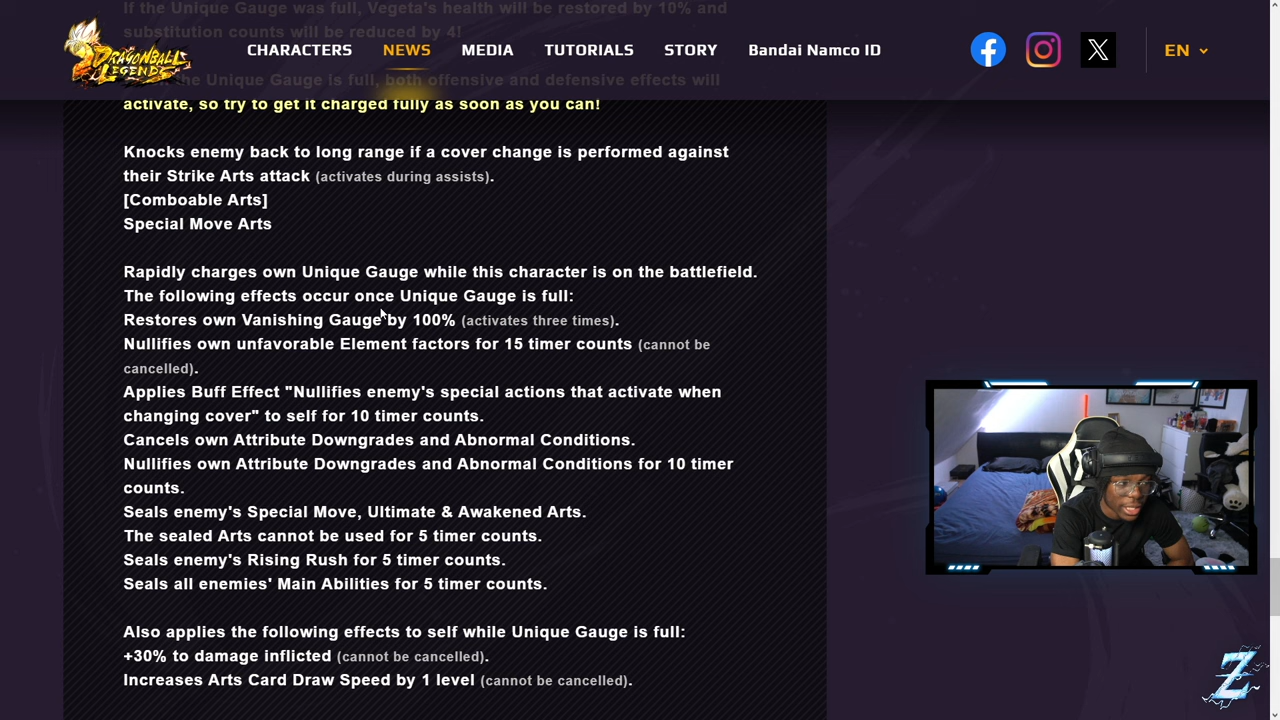 If the Unique Gauge was full, Vegeta's health will be restored by 10% and
substitution counts will be reduced by 4!
DRAGONBALL LEGENDS
CHARACTERS NEWS MEDIA TUTORIALS STORY Bandai Namco ID EN
the Unique Gauge is full, both offensive and defensive effects will
activate, so try to get it charged fully as soon as you can!
Knocks enemy back to long range if a cover change is performed against
their Strike Arts attack (activates during assists).
[Comboable Arts]
Special Move Arts
Rapidly charges own Unique Gauge while this character is on the battlefield.
The following effects occur once Unique Gauge is full:
Restores own Vanishing Gauge by 100% (activates three times).
Nullifies own unfavorable Element factors for 15 timer counts (cannot be
cancelled).
Applies Buff Effect "Nullifies enemy's special actions that activate when
changing cover" to self for 10 timer counts.
Cancels own Attribute Downgrades and Abnormal Conditions.
Nullifies own Attribute Downgrades and Abnormal Conditions for 10 timer
counts.
Seals enemy's Special Move, Ultimate & Awakened Arts.
The sealed Arts cannot be used for 5 timer counts.
Seals enemy's Rising Rush for 5 timer counts.
Seals all enemies' Main Abilities for 5 timer counts.
Also applies the following effects to self while Unique Gauge is full:
+30% to damage inflicted (cannot be cancelled).
Increases Arts Card Draw Speed by 1 level (cannot be cancelled).
Z